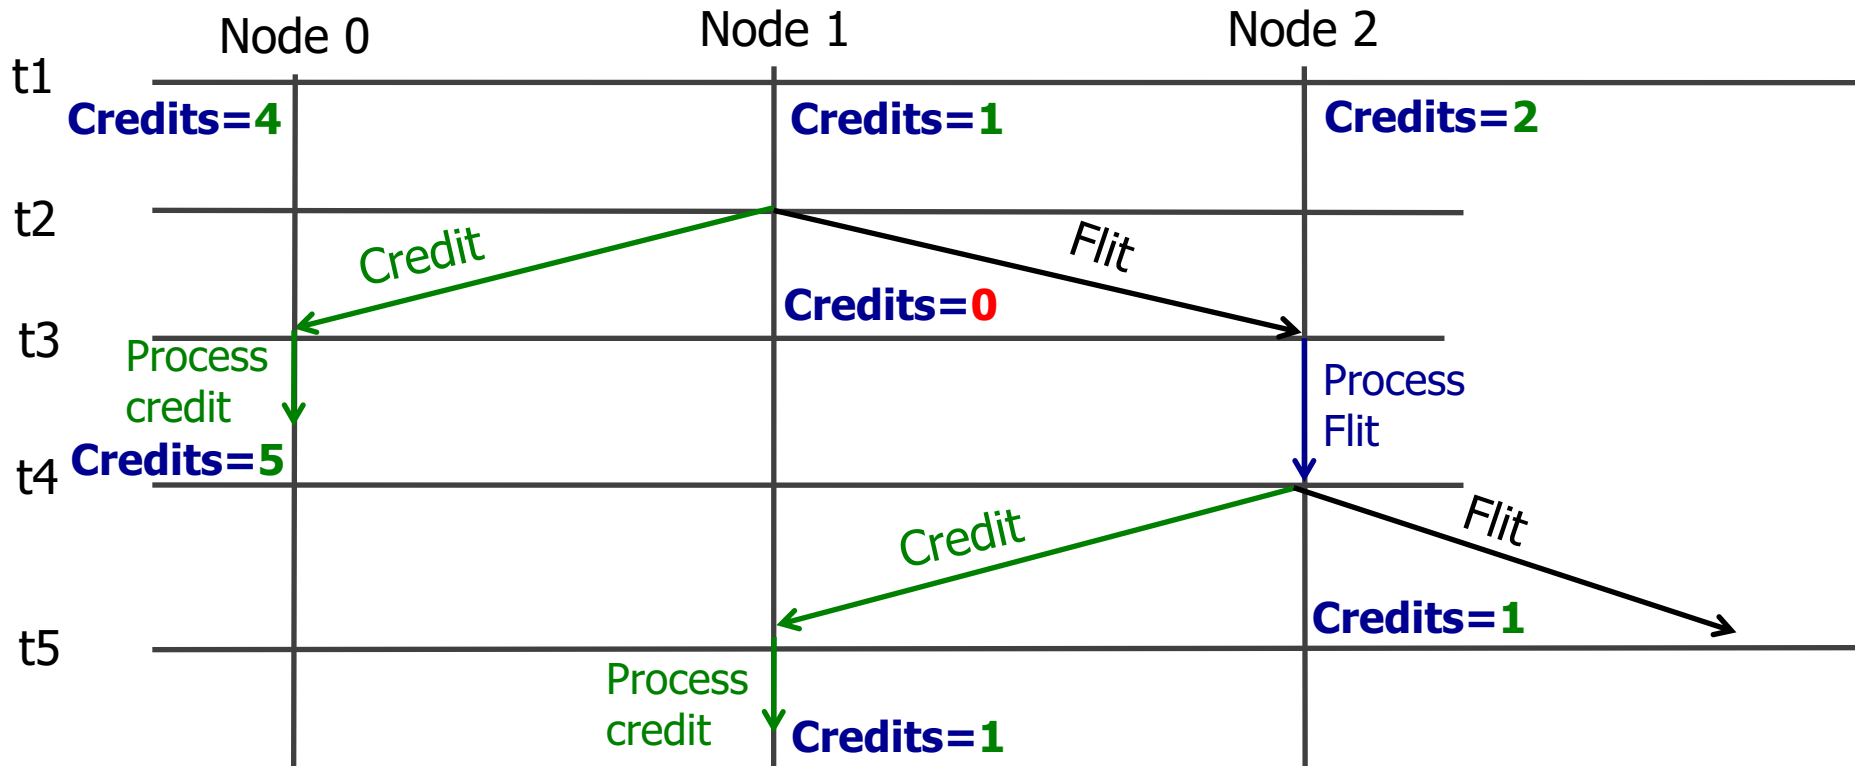 Node 0
Node 1
Node 2
t1
Credits=4
Credits=1
Credits=2
t2
Credit
Flit
Credits=0
t3
Process
credit
Process
Flit
Credits=5
t4
Credit
Flit
Credits=1
t5
Process
credit
Credits=1